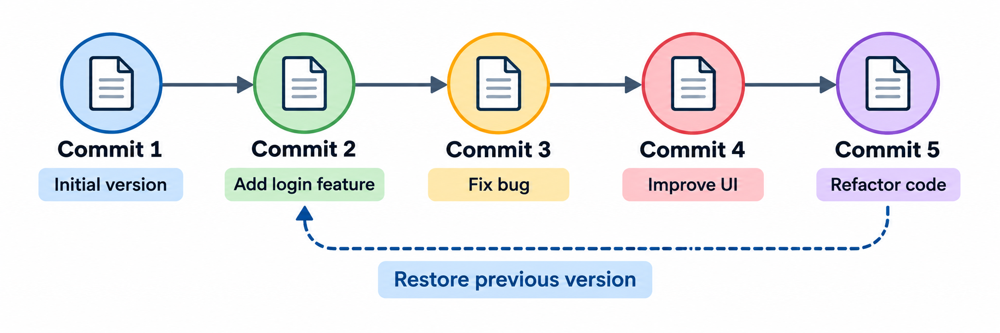 Commit 1
Initial version
Commit 2
Add login feature
Commit 3
Fix bug
Commit 4
Improve UI
Commit 5
Refactor code
Restore previous version